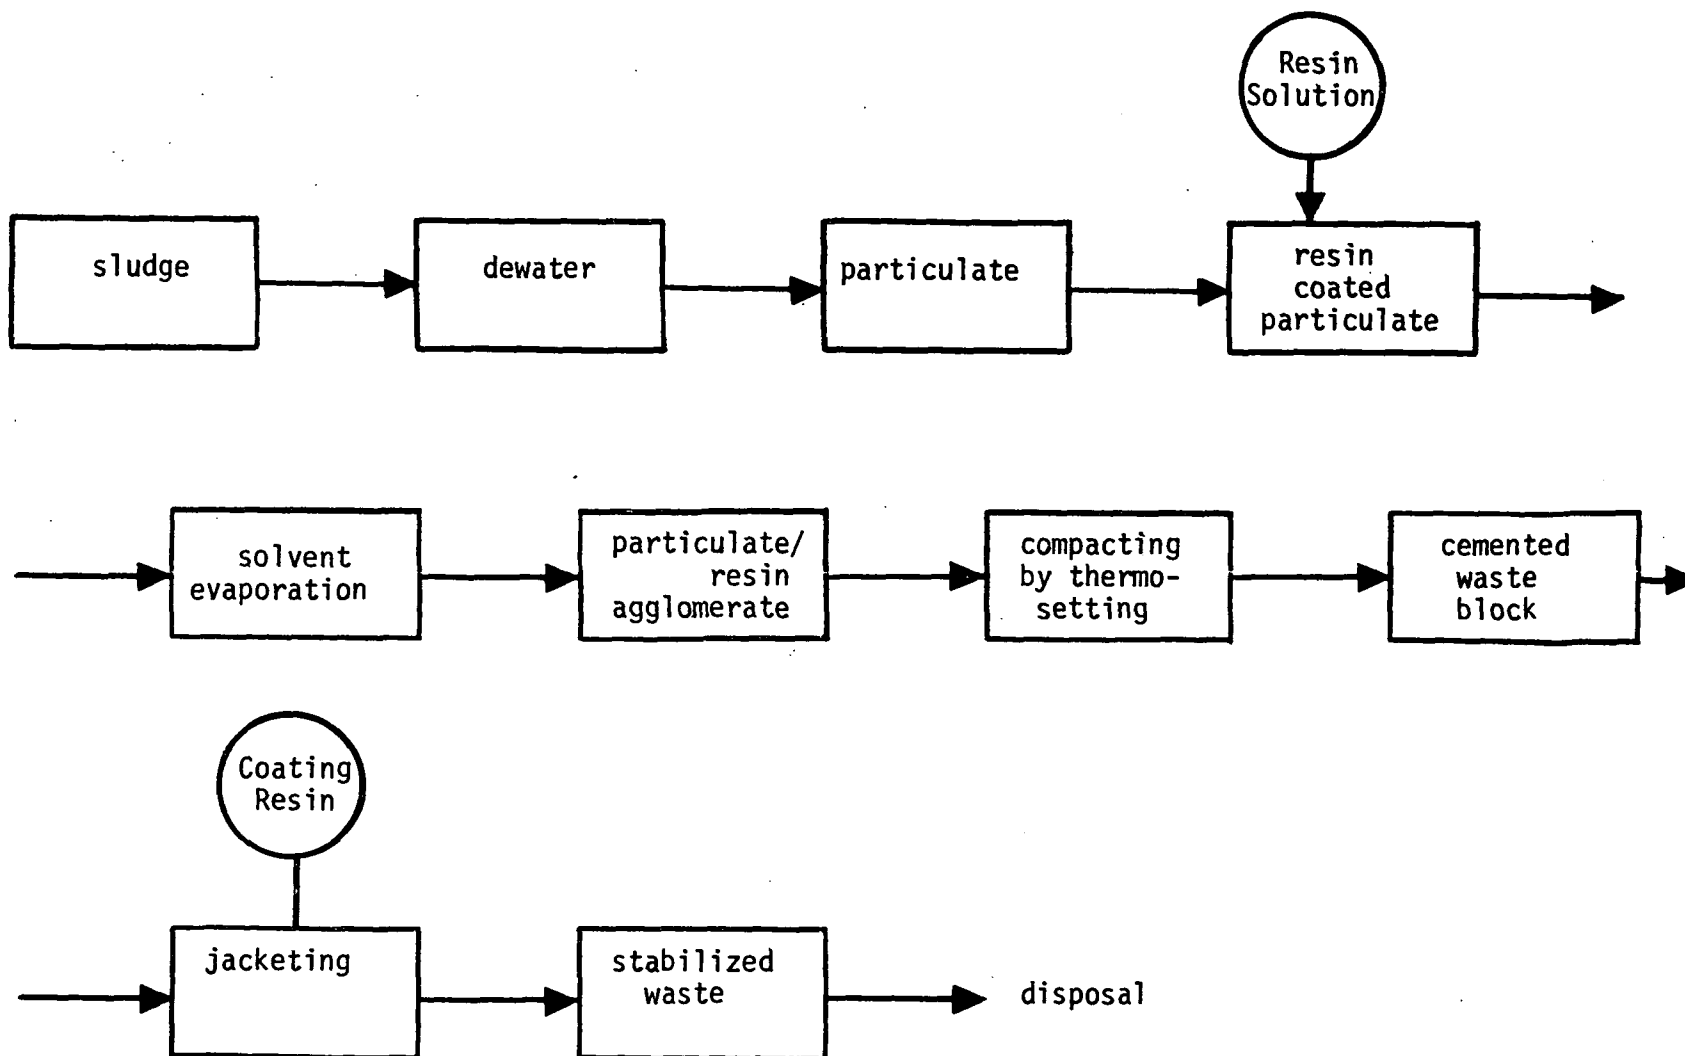 Resin
Solution
sludge
dewater
particulate
resin
coated
particulate
solvent
evaporation
particulate/
resin
agglomerate
compacting
by thermo-
setting
cemented
waste
block
Coating
Resin
jacketing
stabilized
waste
disposal